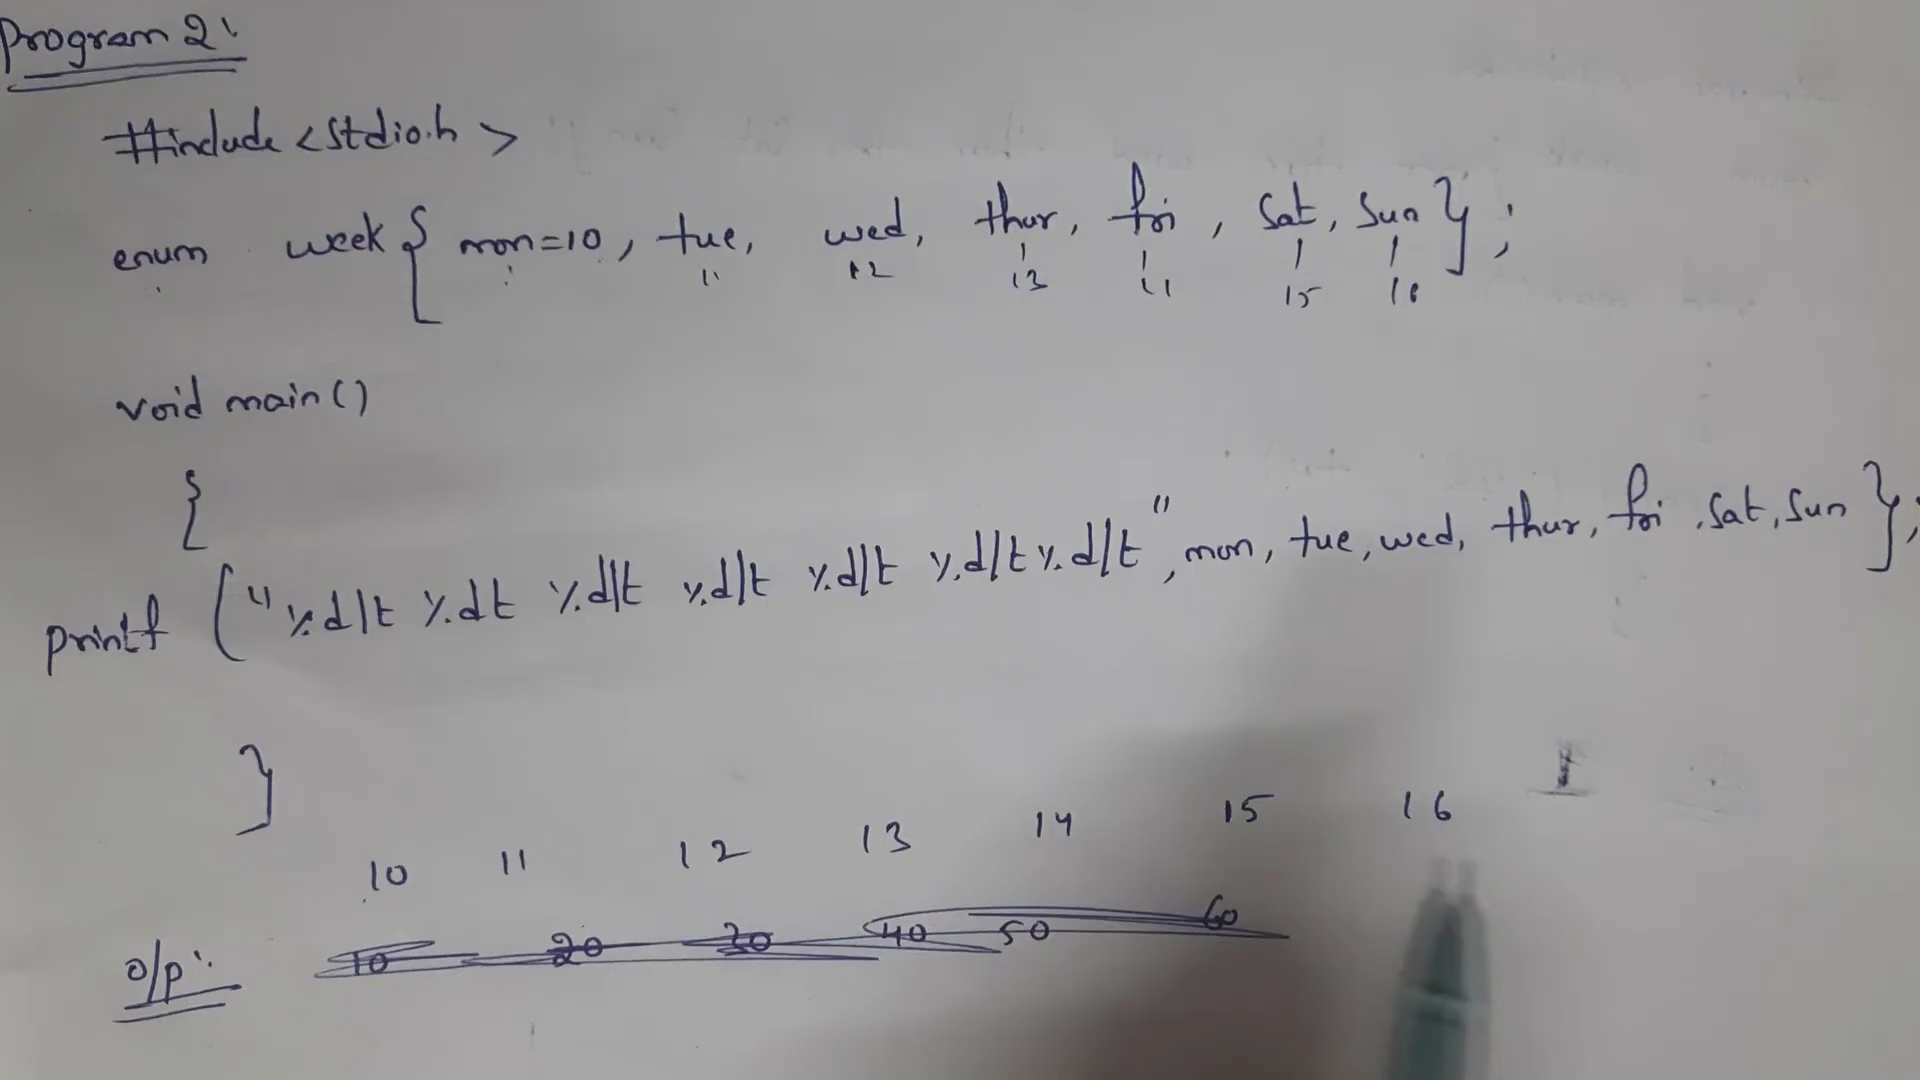 Program 2:
#include <stdio.h>
enum week { mon=10, tue, wed, thur, fri, sat, sun };
11 12 13 15
void main()
{
printf ("%d/t %dt %d/t %d/t %d/t %d/t %d/t", mon, tue, wed, thur, fri, sat, sun };
}
10 11 12 13 14 15 16
o/p: 10 20 30 40 50 60